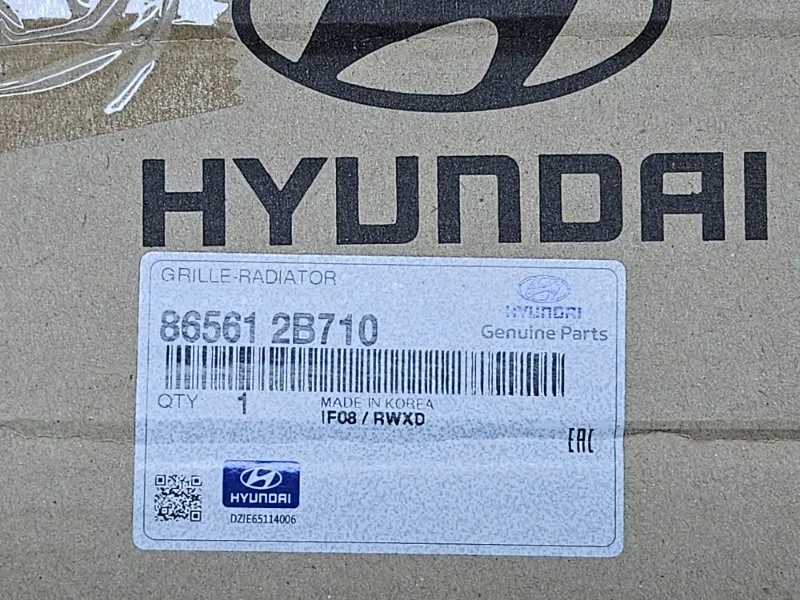 HYUNDAI
GRILLE-RADIATOR
86561 2B710
HYUNDAI
Genuine Parts
QTY 1
MADE IN KOREA
IF08 / RWXD
EAC
HYUNDAI
DZIE65114006